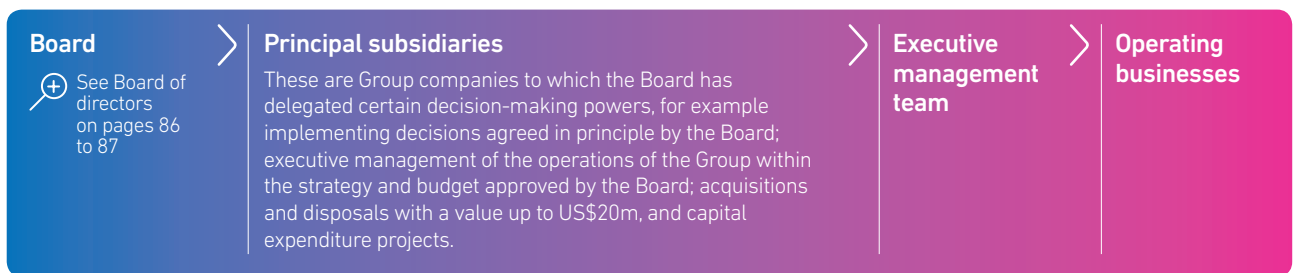 Board
See Board of
directors
on pages 86
to 87
Principal subsidiaries
These are Group companies to which the Board has
delegated certain decision-making powers, for example
implementing decisions agreed in principle by the Board;
executive management of the operations of the Group within
the strategy and budget approved by the Board; acquisitions
and disposals with a value up to US$20m, and capital
expenditure projects.
Executive
management
team
Operating
businesses